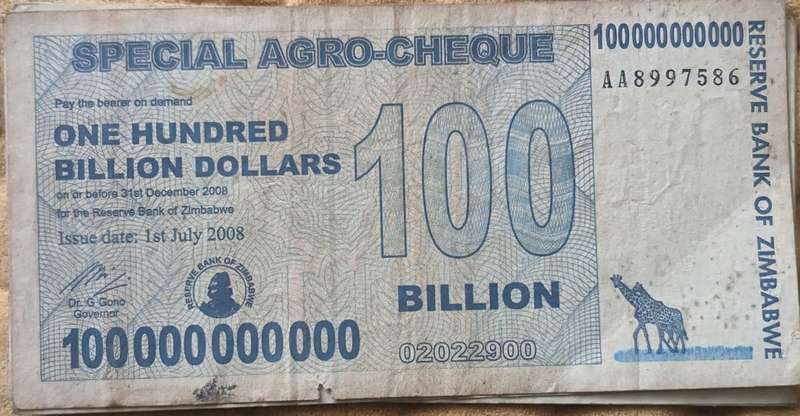 SPECIAL AGRO-CHEQUE
100000000000
AA8997586
Pay the bearer on demand
ONE HUNDRED
BILLION DOLLARS
on or before 31st December 2008
for the Reserve Bank of Zimbabwe
Issue date: 1st July 2008
100
BILLION
RESERVE BANK OF ZIMBABWE
Dr. G Gono
Governor
100000000000
02022900
RESERVE BANK OF ZIMBABWE